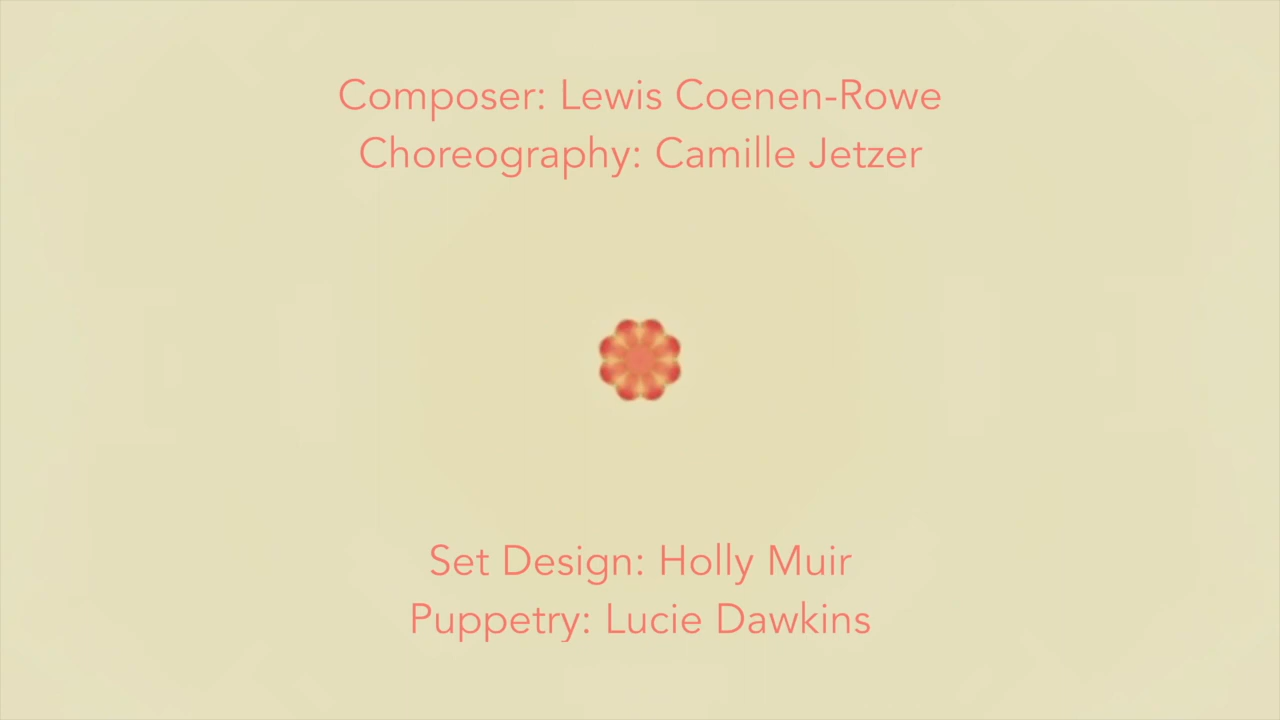 Composer: Lewis Coenen-Rowe
Choreography: Camille Jetzer
Set Design: Holly Muir
Puppetry: Lucie Dawkins